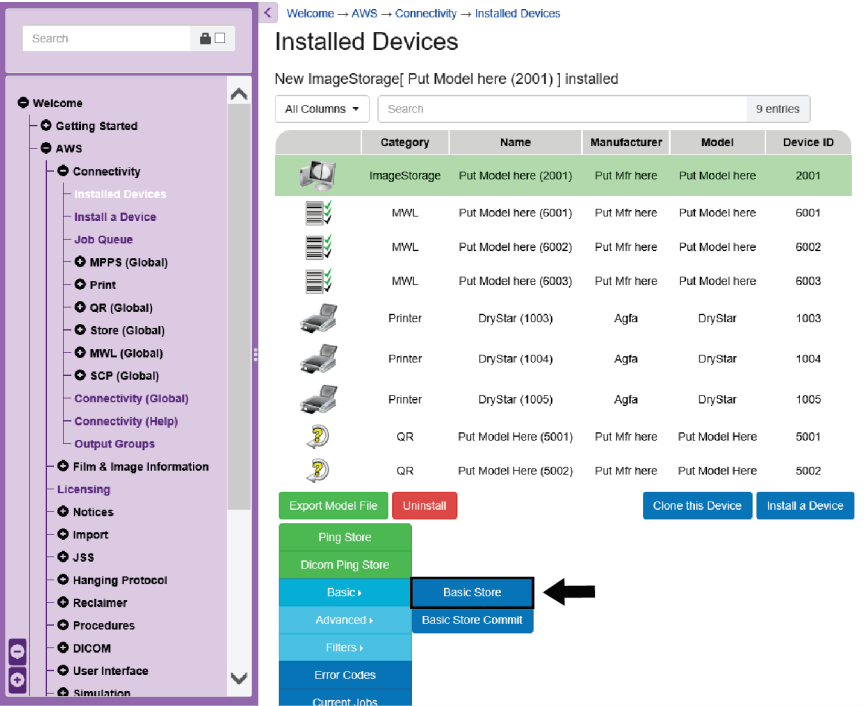 Search
Welcome
Getting Started
AWS
Connectivity
Installed Devices
Install a Device
Job Queue
MPPS (Global)
Print
QR (Global)
Store (Global)
MWL (Global)
SCP (Global)
Connectivity (Global)
Connectivity (Help)
Output Groups
Film & Image Information
Licensing
Notices
Import
JSS
Hanging Protocol
Reclaimer
Procedures
DICOM
User Interface
Simulation
Welcome → AWS → Connectivity → Installed Devices
Installed Devices
New ImageStorage[ Put Model here (2001) ] installed
All Columns Search 9 entries
Category Name Manufacturer Model Device ID
ImageStorage Put Model here (2001) Put Mfr here Put Model here 2001
MWL Put Model here (6001) Put Mfr here Put Model here 6001
MWL Put Model here (6002) Put Mfr here Put Model here 6002
MWL Put Model here (6003) Put Mfr here Put Model here 6003
Printer DryStar (1003) Agfa DryStar 1003
Printer DryStar (1004) Agfa DryStar 1004
Printer DryStar (1005) Agfa DryStar 1005
QR Put Model Here (5001) Put Mfr here Put Model Here 5001
QR Put Model Here (5002) Put Mfr here Put Model Here 5002
Export Model File Uninstall Clone this Device Install a Device
Ping Store
Dicom Ping Store
Basic Basic Store
Advanced Basic Store Commit
Filters
Error Codes
Current Jobs